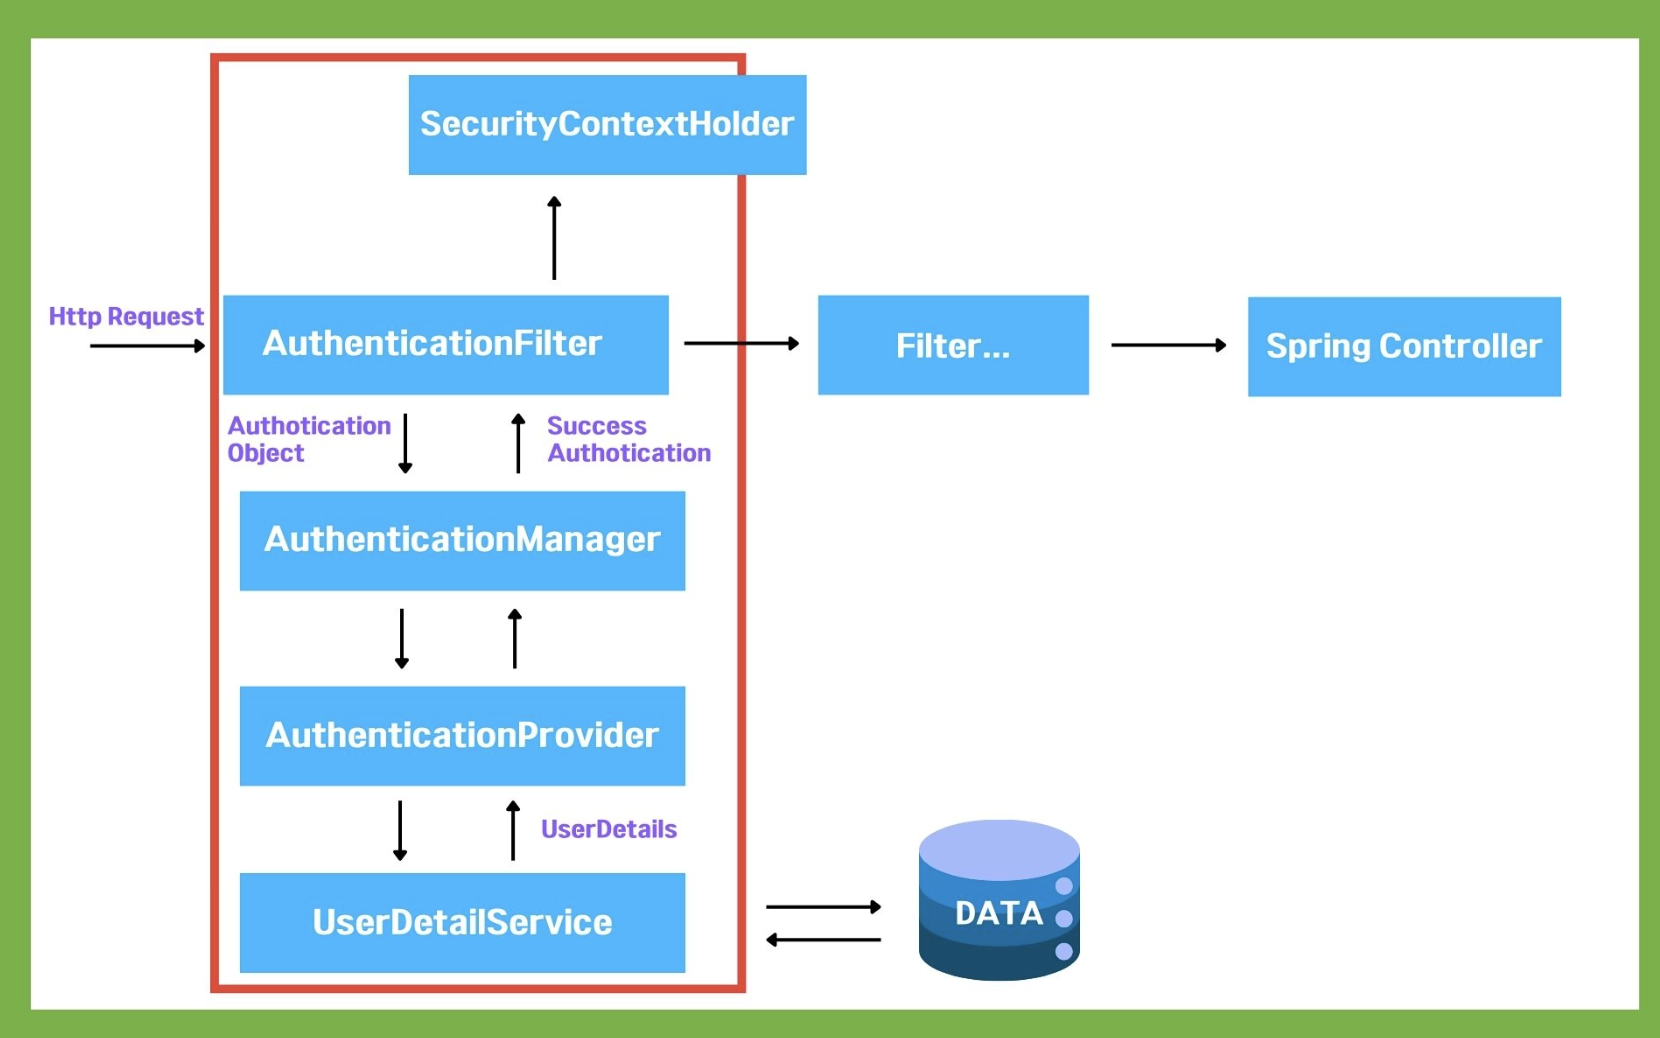 SecurityContextHolder
Http Request
AuthenticationFilter
Filter...
Spring Controller
Authotication
Object
Success
Authotication
AuthenticationManager
AuthenticationProvider
UserDetails
UserDetailService
DATA